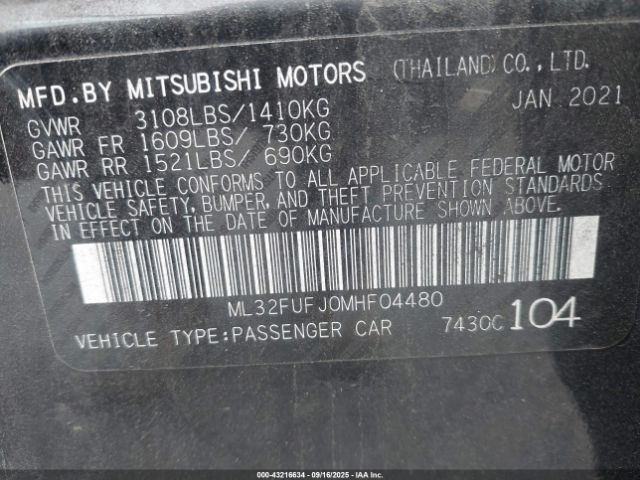 MFD.BY MITSUBISHI MOTORS (THAILAND) CO., LTD.
JAN 2021
GVWR 3108LBS/1410KG
GAWR FR 1609LBS/ 730KG
GAWR RR 1521LBS/ 690KG
THIS VEHICLE CONFORMS TO ALL APPLICABLE FEDERAL MOTOR
VEHICLE SAFETY, BUMPER, AND THEFT PREVENTION STANDARDS
IN EFFECT ON THE DATE OF MANUFACTURE SHOWN ABOVE.
ML32FUFJ0MHF04480
VEHICLE TYPE:PASSENGER CAR 7430C 104
000-43216634 - 09/16/2025 - IAAI.com